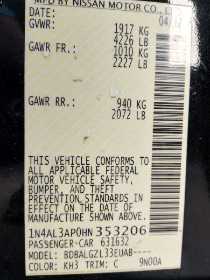 MFD BY NISSAN MOTOR CO.,
DATE: 04/
GVWR: 1917 KG
4226 LB
GAWR FR.: 1010 KG
2227 LB
GAWR RR.: 940 KG
2072 LB
THIS VEHICLE CONFORMS TO
ALL APPLICABLE FEDERAL
MOTOR VEHICLE SAFETY,
BUMPER, AND THEFT
PREVENTION STANDARDS IN
EFFECT ON THE DATE OF
MANUFACTURE SHOWN ABOVE.
1N4AL3AP0HN353206
PASSENGER-CAR 631632
MODEL: BDBALGZL33EUAB----
COLOR: KH3 TRIM: C 9N00A